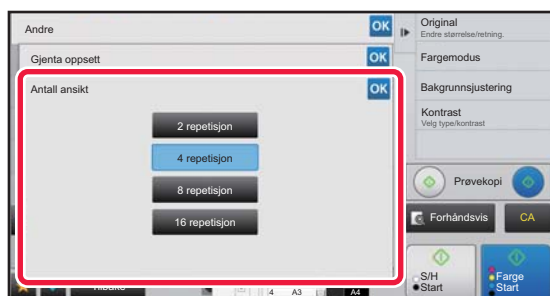 Andre
OK
Gjenta oppsett
OK
Antall ansikt
OK
2 repetisjon
4 repetisjon
8 repetisjon
16 repetisjon
Original
Endre størrelse/retning.
Fargemodus
Bakgrunnsjustering
Kontrast
Velg type/kontrast
Prøvekopi
Forhåndsvis
CA
S/H
Start
Farge
Start
4 A3 A4